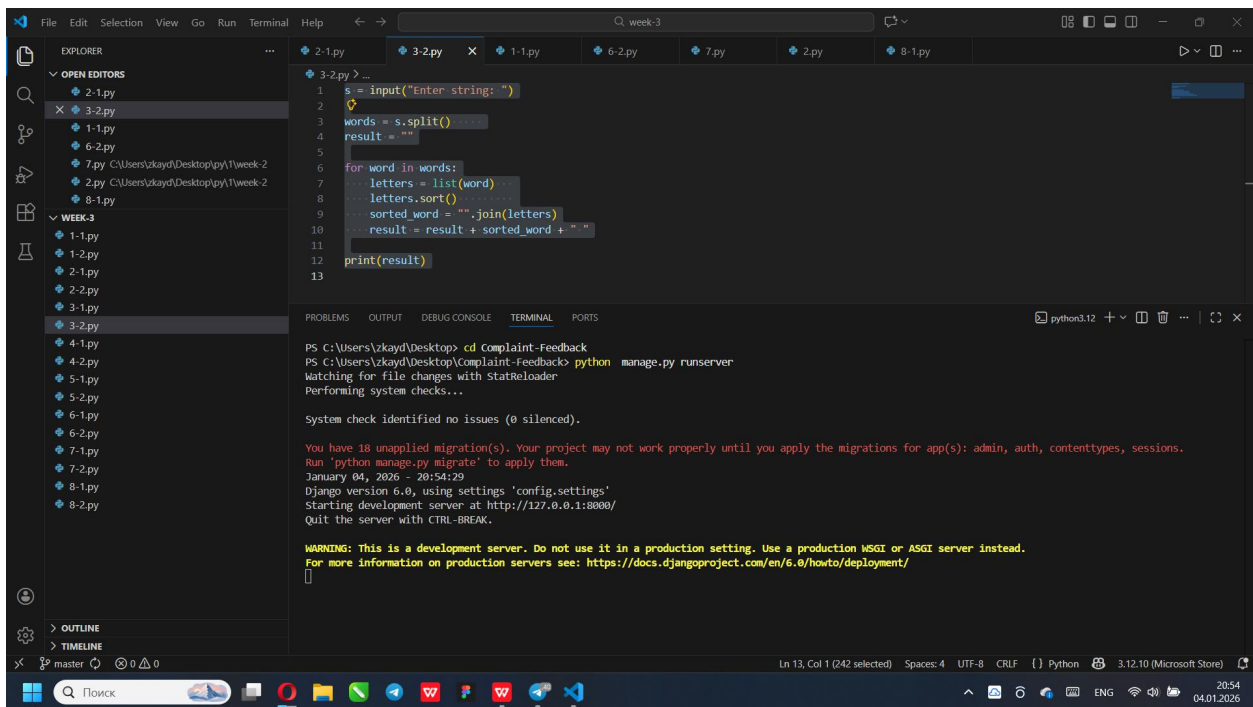 File Edit Selection View Go Run Terminal Help
week-3
EXPLORER
OPEN EDITORS
2-1.py
3-2.py
1-1.py
6-2.py
7.py C:\Users\zkayd\Desktop\py\1\week-2
2.py C:\Users\zkayd\Desktop\py\1\week-2
8-1.py
WEEK-3
1-1.py
1-2.py
2-1.py
2-2.py
3-1.py
3-2.py
4-1.py
4-2.py
5-1.py
5-2.py
6-1.py
6-2.py
7-1.py
7-2.py
8-1.py
8-2.py
OUTLINE
TIMELINE
2-1.py 3-2.py 1-1.py 6-2.py 7.py 2.py 8-1.py
3-2.py > ...
1 s = input("Enter string: ")
2
3 words = s.split()
4 result = ""
5
6 for word in words:
7 letters = list(word)
8 letters.sort()
9 sorted_word = "".join(letters)
10 result = result + sorted_word + " "
11
12 print(result)
13
PROBLEMS OUTPUT DEBUG CONSOLE TERMINAL PORTS
python3.12
PS C:\Users\zkayd\Desktop> cd Complaint-Feedback
PS C:\Users\zkayd\Desktop\Complaint-Feedback> python manage.py runserver
Watching for file changes with StatReloader
Performing system checks...
System check identified no issues (0 silenced).
You have 18 unapplied migration(s). Your project may not work properly until you apply the migrations for app(s): admin, auth, contenttypes, sessions.
Run 'python manage.py migrate' to apply them.
January 04, 2026 - 20:54:29
Django version 6.0, using settings 'config.settings'
Starting development server at http://127.0.0.1:8000/
Quit the server with CTRL-BREAK.
WARNING: This is a development server. Do not use it in a production setting. Use a production WSGI or ASGI server instead.
For more information on production servers see: https://docs.djangoproject.com/en/6.0/howto/deployment/
master 0 0
Ln 13, Col 1 (242 selected) Spaces: 4 UTF-8 CRLF {} Python 3.12.10 (Microsoft Store)
Поиск
ENG
20:54
04.01.2026